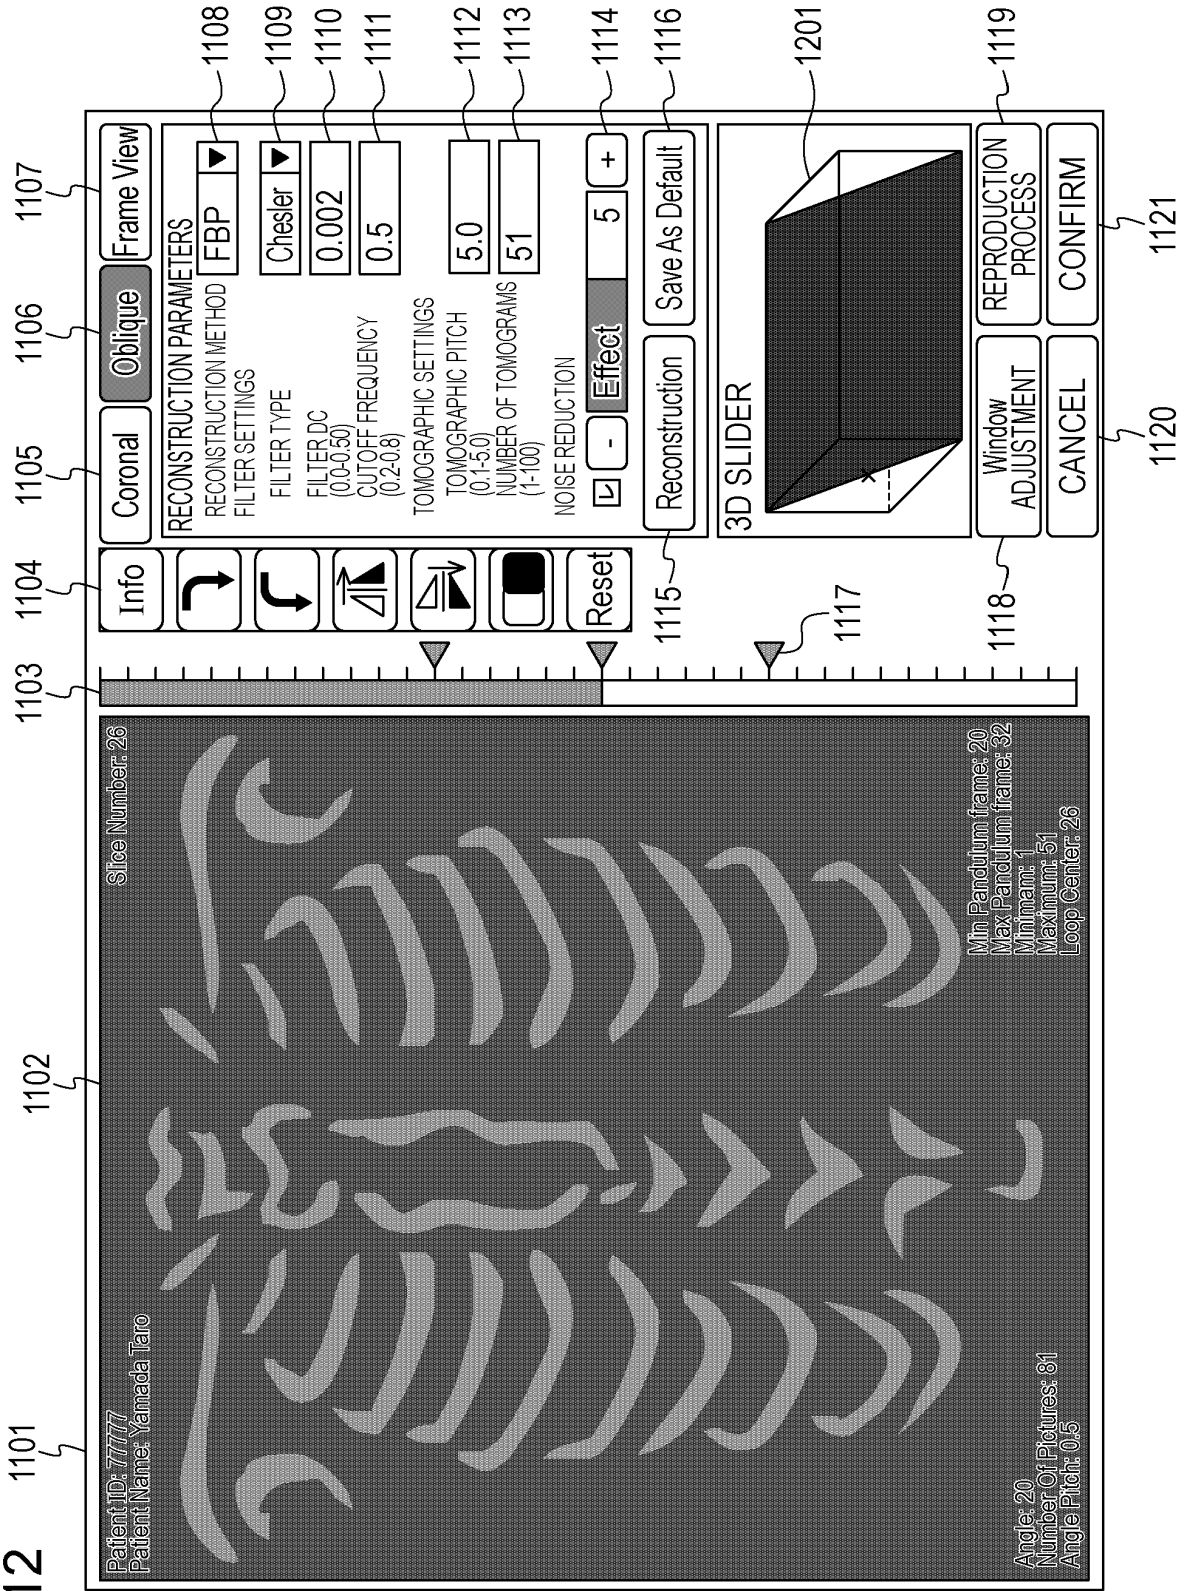 12
1101
1102
1103
1104
1105
1106
1107
Patient ID: 77777
Patient Name: Yamada Taro
Slice Number: 26
Angle: 20
Number Of Pictures: 81
Angle Pitch: 0.5
Min Pandulum frame: 20
Max Pandulum frame: 32
Minimam: 1
Maximum: 51
Loop Center: 26
Info
Reset
Coronal
Oblique
Frame View
RECONSTRUCTION PARAMETERS
RECONSTRUCTION METHOD
FBP
1108
FILTER SETTINGS
FILTER TYPE
Chesler
1109
FILTER DC
(0.0-0.50)
0.002
1110
CUTOFF FREQUENCY
(0.2-0.8)
0.5
1111
TOMOGRAPHIC SETTINGS
TOMOGRAPHIC PITCH
(0.1-5.0)
5.0
1112
NUMBER OF TOMOGRAMS
(1-100)
51
1113
NOISE REDUCTION
- Effect 5 +
1114
1115
Reconstruction
Save As Default
1116
1117
3D SLIDER
1201
1118
Window
ADJUSTMENT
REPRODUCTION
PROCESS
1119
CANCEL
CONFIRM
1120
1121